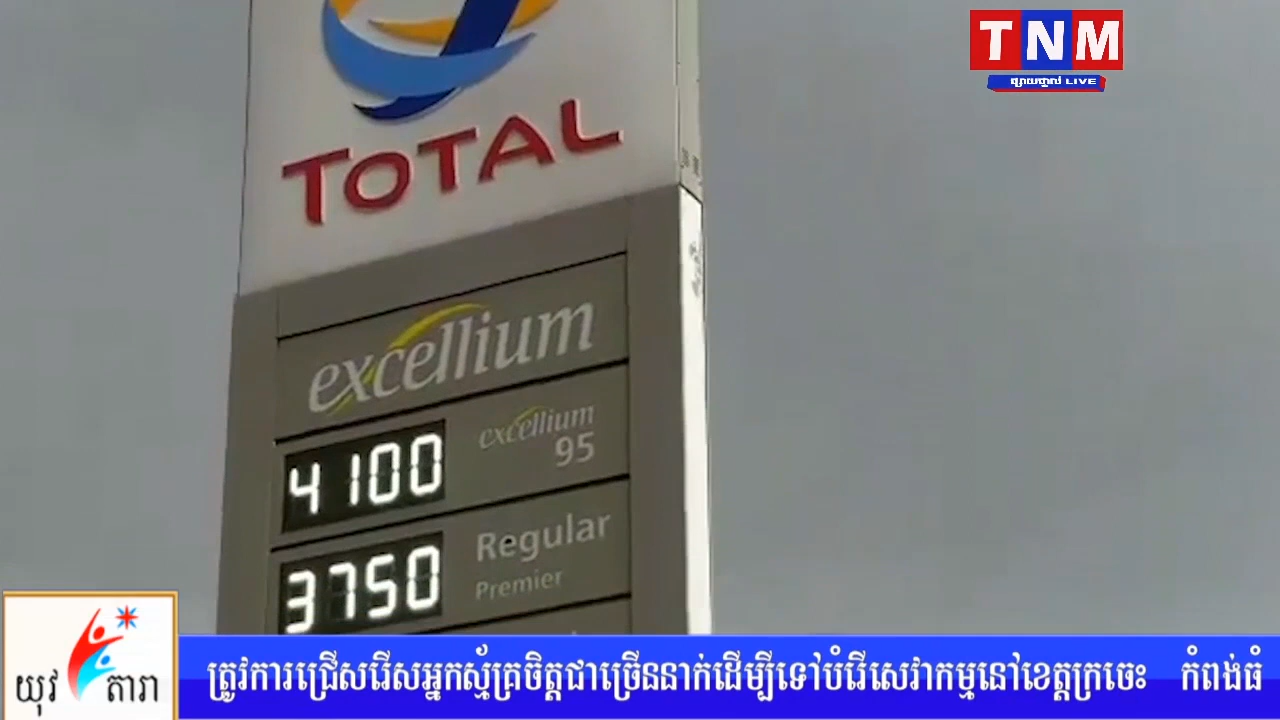 TNM
ផ្សាយផ្ទាល់ LIVE
TOTAL
excellium
4100 excellium 95
3750 Regular Premier
យុវ តារា
ត្រូវការជ្រើសរើសអ្នកស្ម័គ្រចិត្តជាច្រើននាក់ដើម្បីទៅបំរើសេវាកម្មនៅខេត្តក្រចេះ កំពង់ធំ